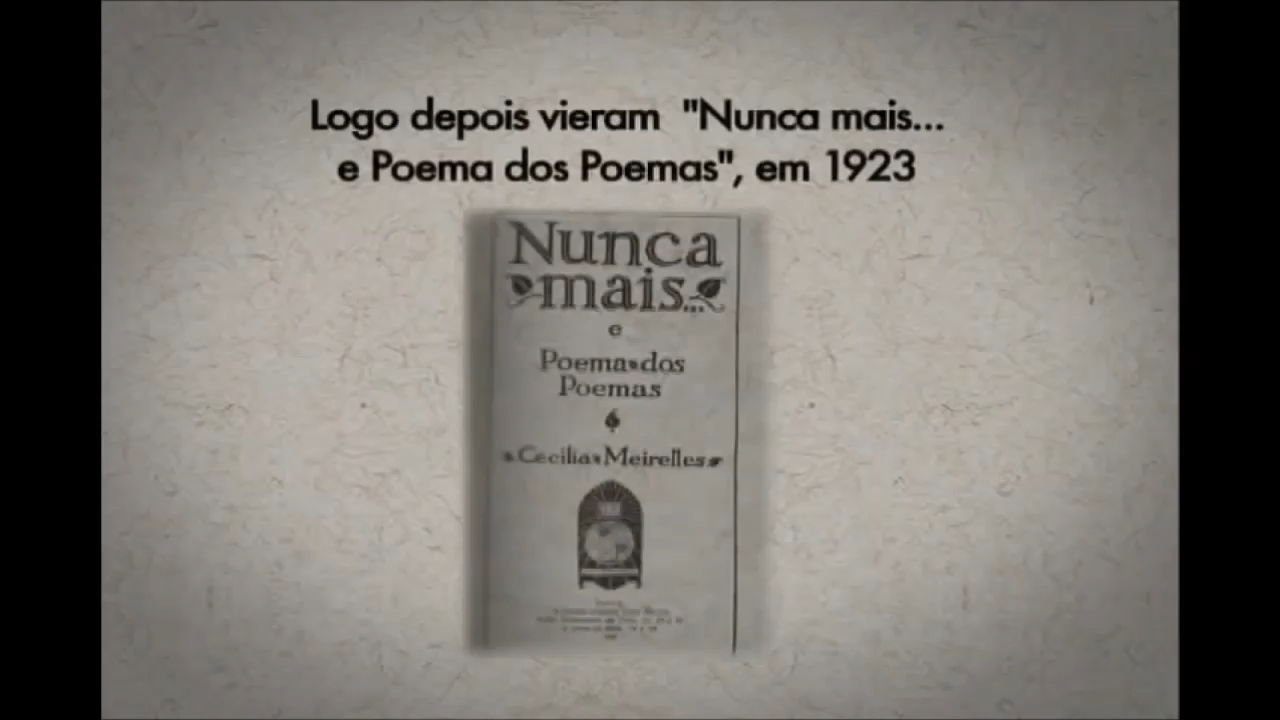 Logo depois vieram "Nunca mais...
e Poema dos Poemas", em 1923
Nunca
mais...
e
Poema dos
Poemas
Cecilia Meirelles